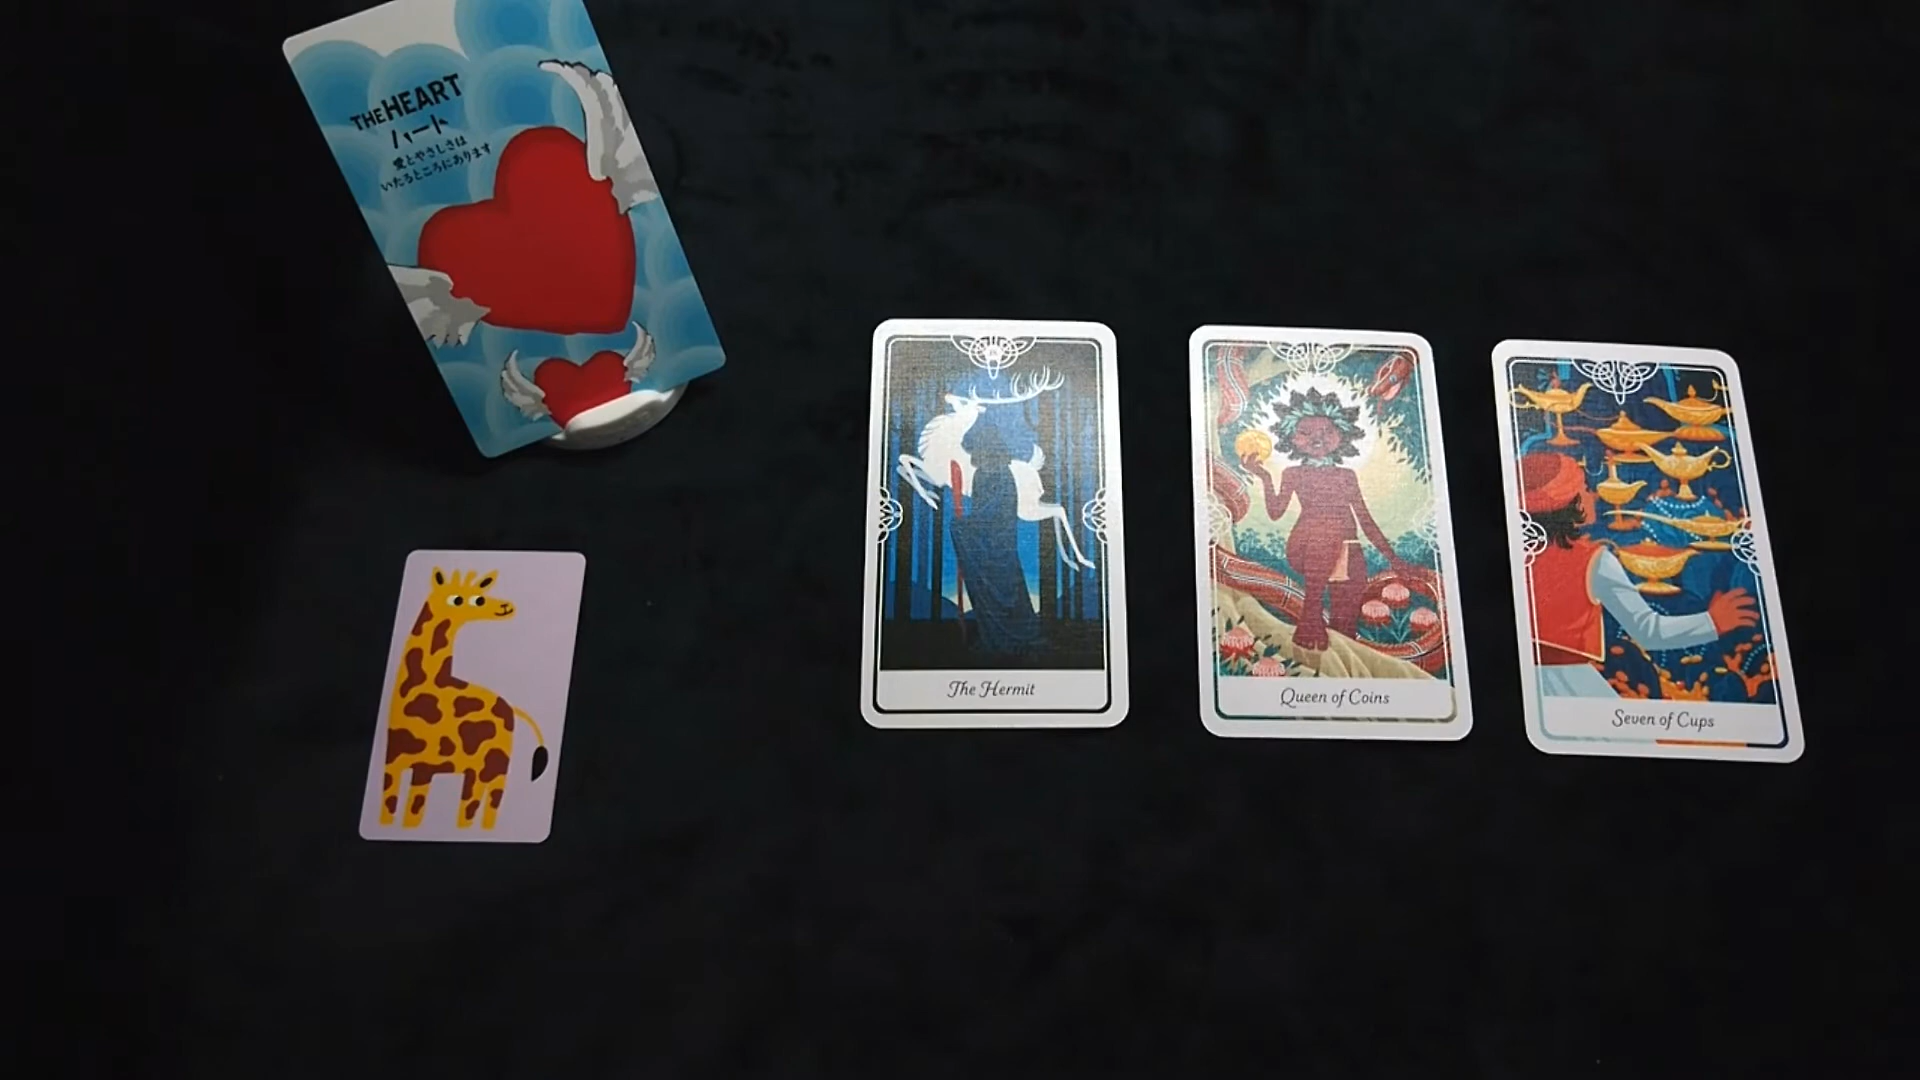 THE HEART
ハート
愛とやさしさは
いたるところにあります
The Hermit
Queen of Coins
Seven of Cups